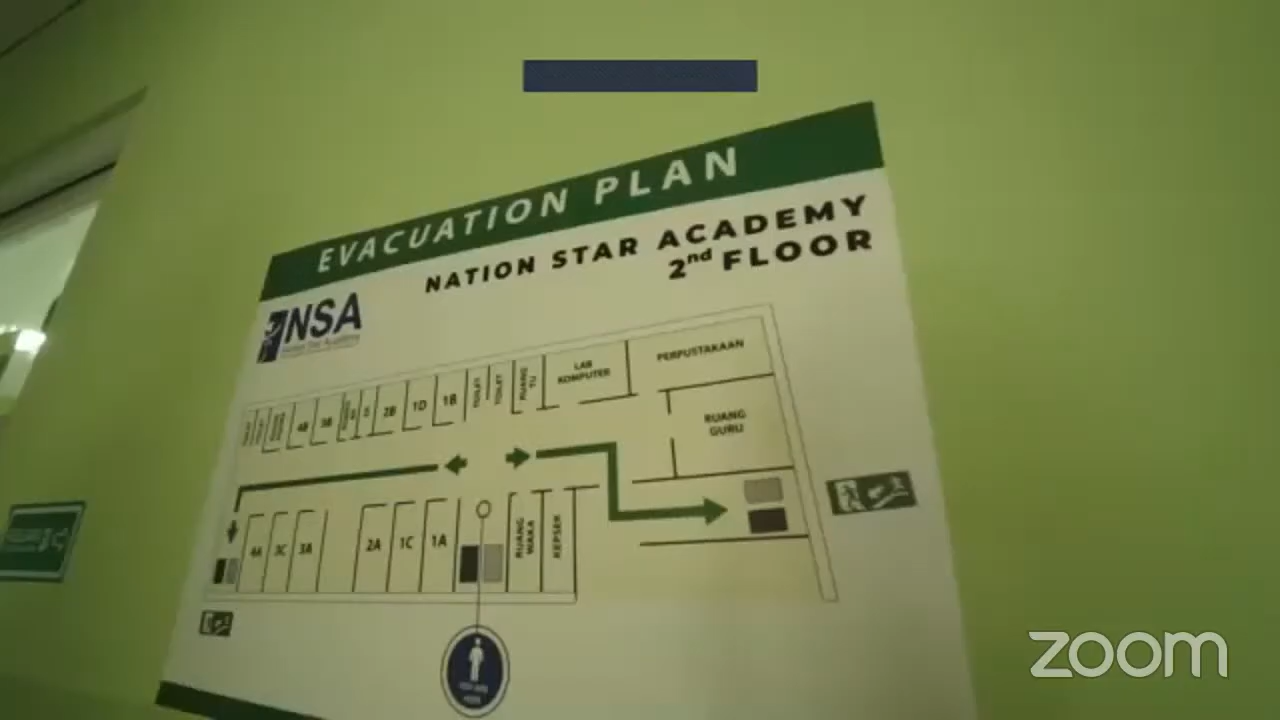 EVACUATION PLAN
NATION STAR ACADEMY
2nd FLOOR
NSA
LAB
KOMPUTER
PERPUSTAKAAN
4B
3B
2B
1D
1B
TOILET
TOILET
RUANG
TU
RUANG
GURU
4A
3C
3A
2A
1C
1A
RUANG
WAKA
KEPSEK
zoom